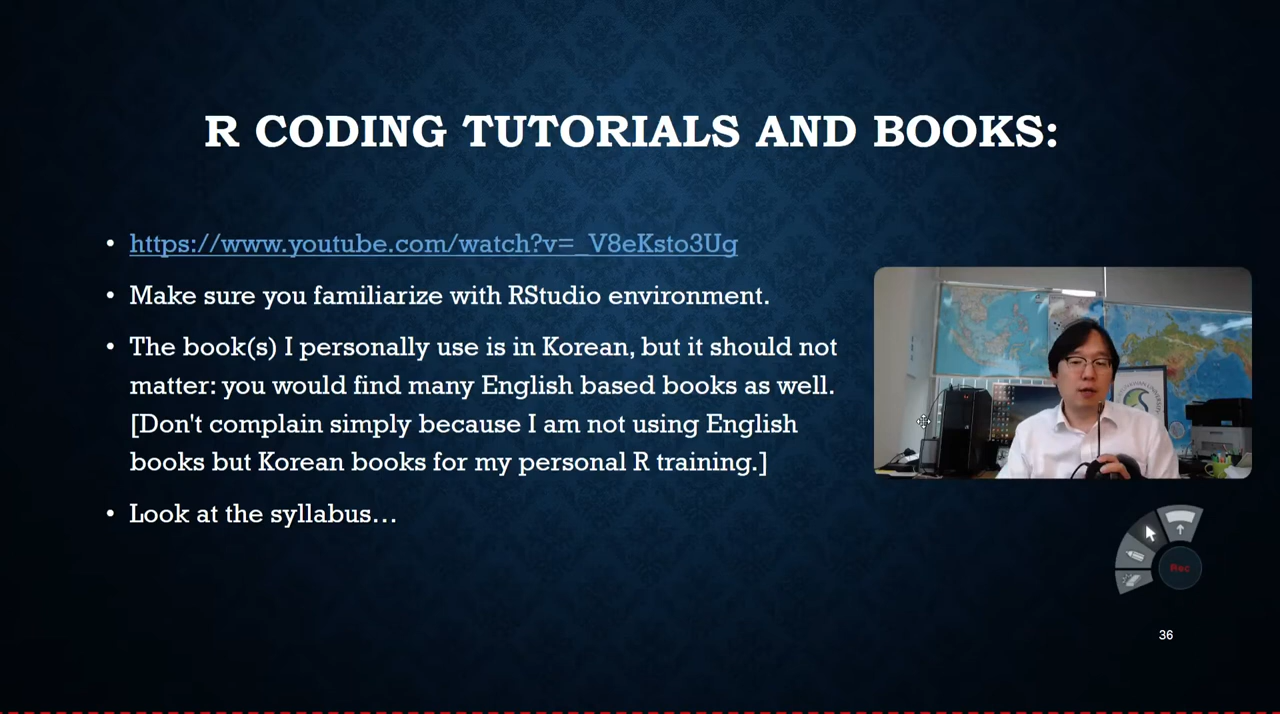 R CODING TUTORIALS AND BOOKS:
• https://www.youtube.com/watch?v=_V8eKsto3Ug
• Make sure you familiarize with RStudio environment.
• The book(s) I personally use is in Korean, but it should not
matter: you would find many English based books as well.
[Don't complain simply because I am not using English
books but Korean books for my personal R training.]
• Look at the syllabus…
Rec
36